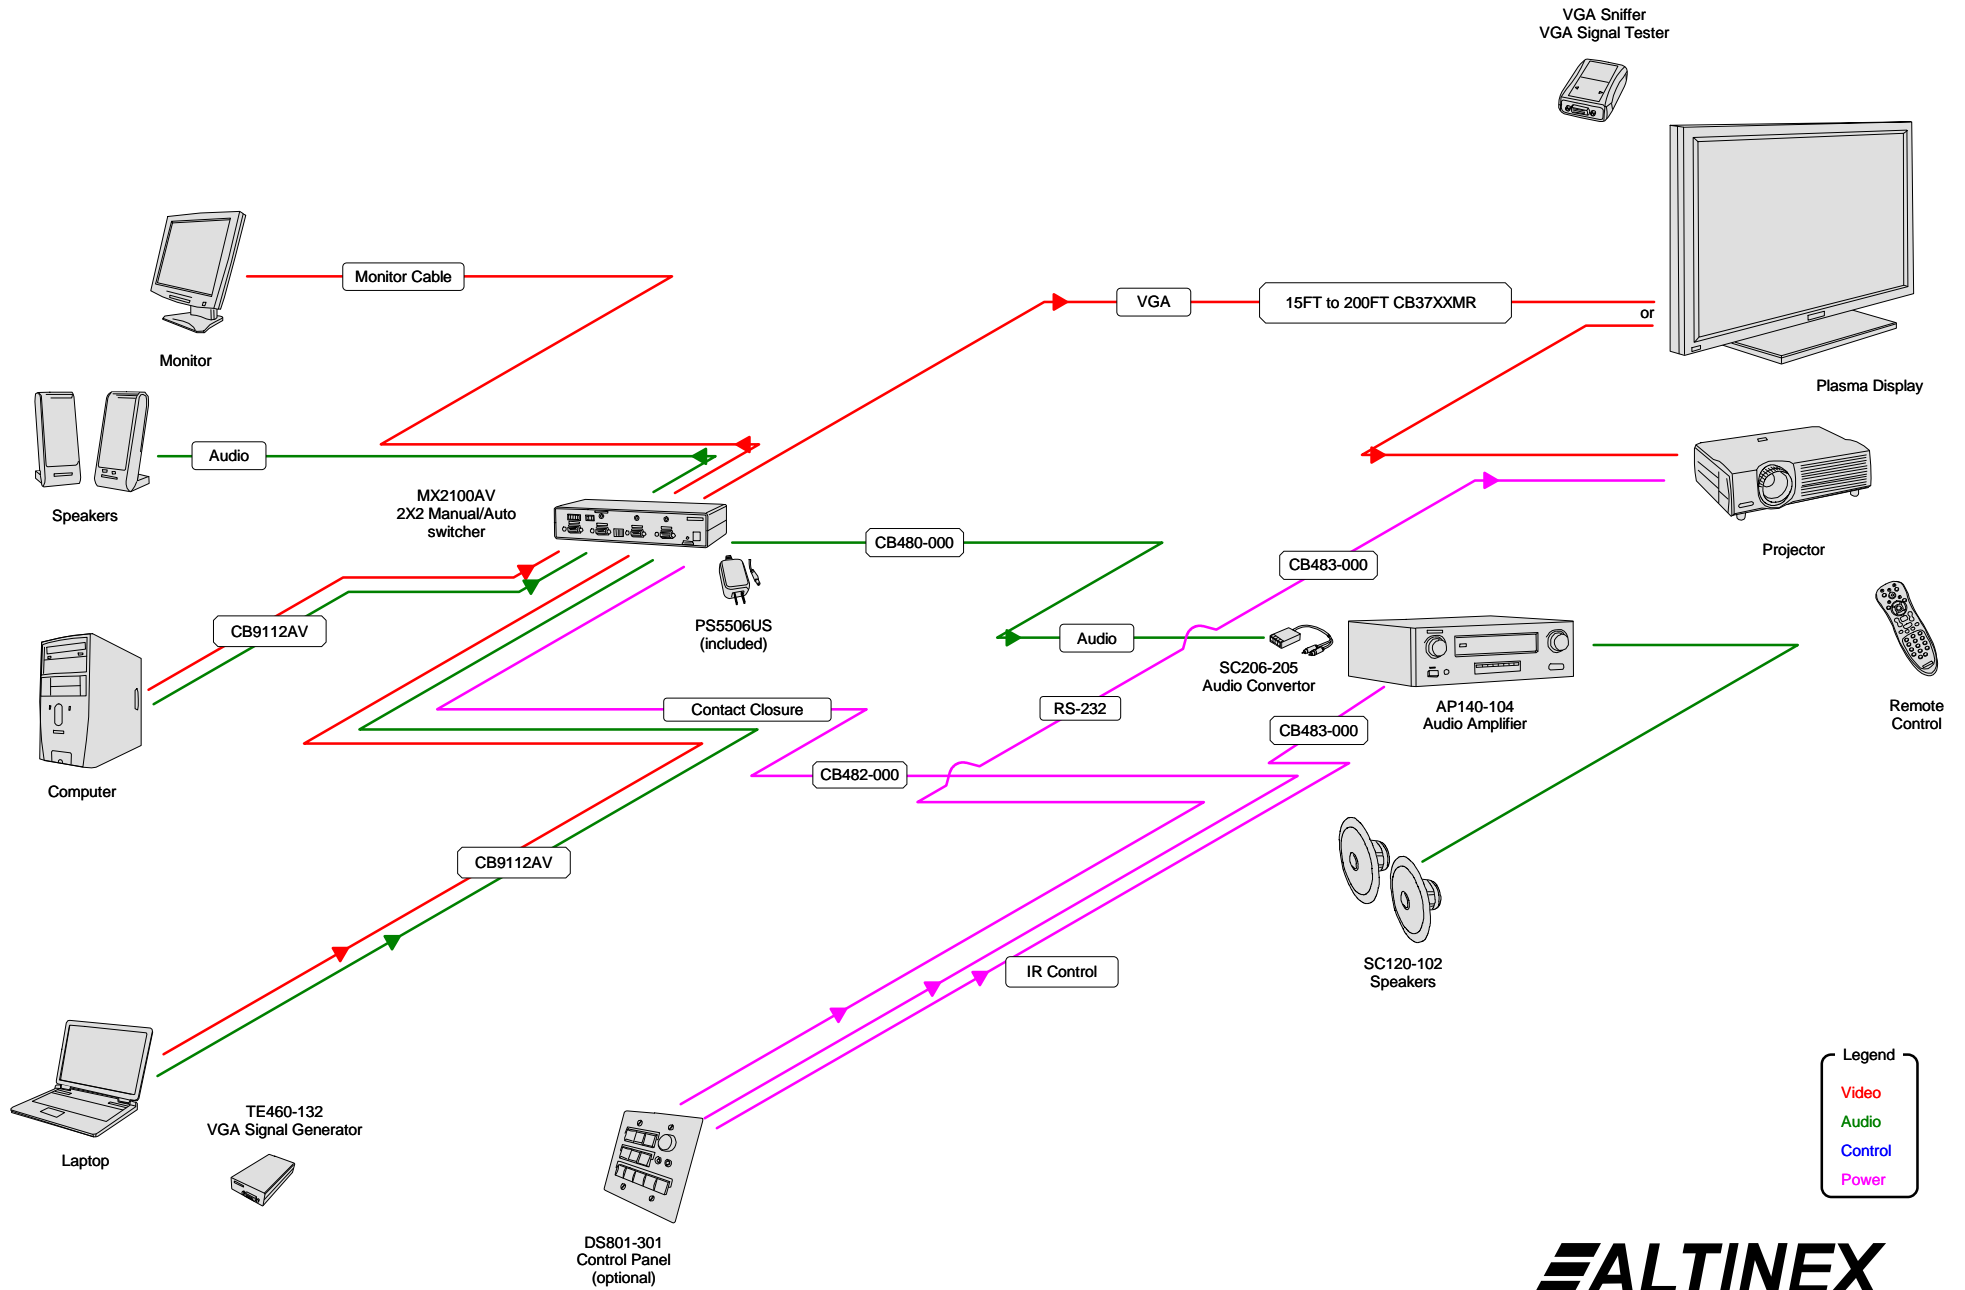 VGA Sniffer
VGA Signal Tester
Monitor Cable
VGA
15FT to 200FT CB37XXMR
or
Monitor
Plasma Display
Audio
MX2100AV
2X2 Manual/Auto
switcher
Speakers
CB480-000
CB483-000
Projector
CB9112AV
PS5506US
(included)
Audio
SC206-205
Audio Convertor
Contact Closure
RS-232
AP140-104
Audio Amplifier
Remote
Control
CB483-000
CB482-000
Computer
CB9112AV
IR Control
SC120-102
Speakers
Legend
Video
Audio
Control
Power
TE460-132
VGA Signal Generator
Laptop
DS801-301
Control Panel
(optional)
ALTINEX